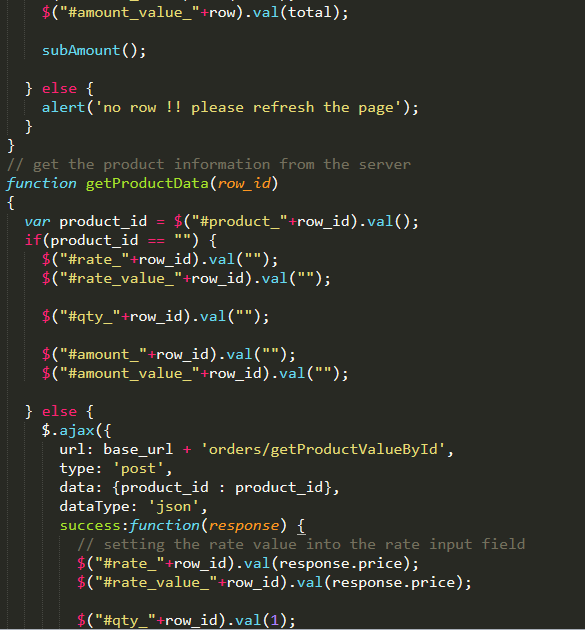 $("#amount_value_"+row).val(total);
subAmount();
} else {
alert('no row !! please refresh the page');
}
}
// get the product information from the server
function getProductData(row_id)
{
var product_id = $("#product_"+row_id).val();
if(product_id == "") {
$("#rate_"+row_id).val("");
$("#rate_value_"+row_id).val("");
$("#qty_"+row_id).val("");
$("#amount_"+row_id).val("");
$("#amount_value_"+row_id).val("");
} else {
$.ajax({
url: base_url + 'orders/getProductValueById',
type: 'post',
data: {product_id : product_id},
dataType: 'json',
success:function(response) {
// setting the rate value into the rate input field
$("#rate_"+row_id).val(response.price);
$("#rate_value_"+row_id).val(response.price);
$("#qty_"+row_id).val(1);